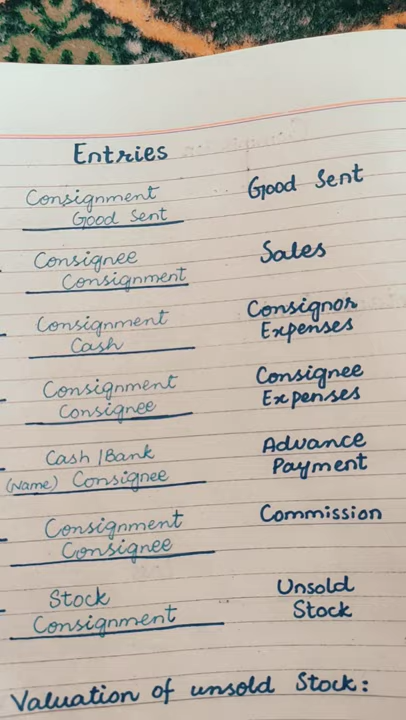 Entries
Consignment Good Sent
Good Sent
Consignee Sales
Consignment
Consignment Consignor
Cash Expenses
Consignment Consignee
Consignee Expenses
Cash / Bank Advance
(Name) Consignee Payment
Consignment Commission
Consignee
Stock Unsold
Consignment Stock
Valuation of unsold Stock: